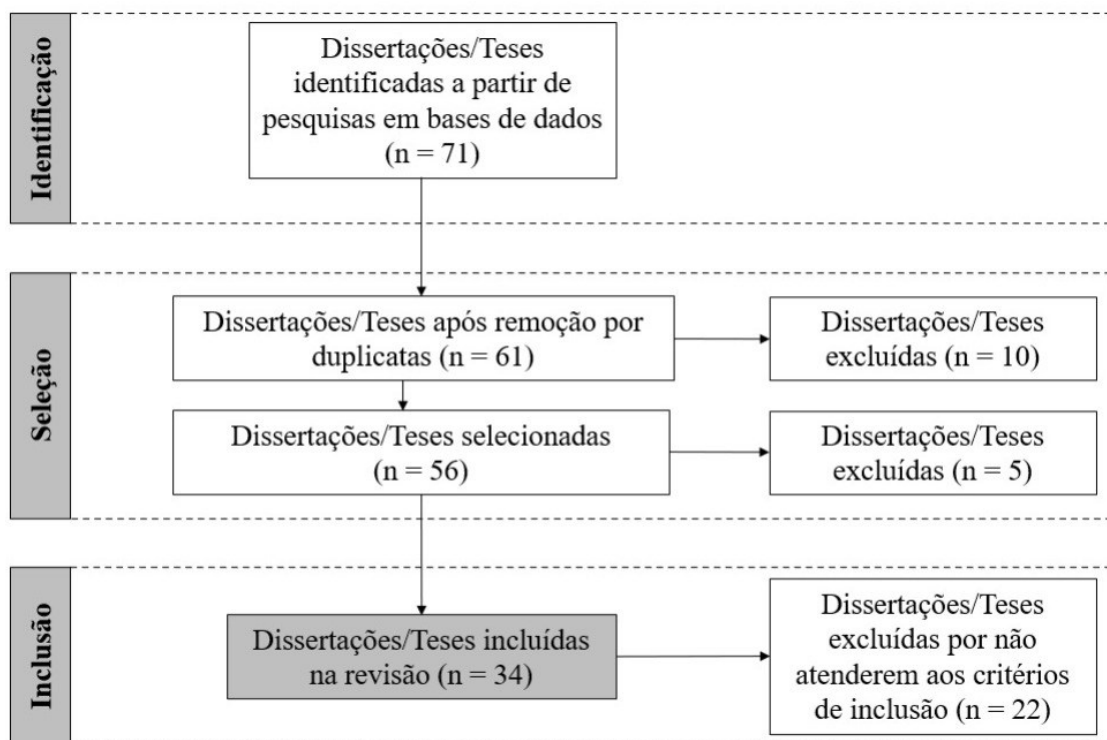 Identificação
Dissertações/Teses
identificadas a partir de
pesquisas em bases de dados
(n = 71)
Seleção
Dissertações/Teses após remoção por
duplicatas (n = 61)
Dissertações/Teses
excluídas (n = 10)
Dissertações/Teses selecionadas
(n = 56)
Dissertações/Teses
excluídas (n = 5)
Inclusão
Dissertações/Teses incluídas
na revisão (n = 34)
Dissertações/Teses
excluídas por não
atenderem aos critérios
de inclusão (n = 22)